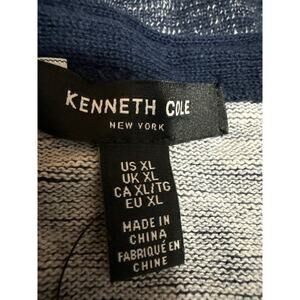 KENNETH COLE
NEW YORK
US XL
UK XL
CA XL/TG
EU XL
MADE IN
CHINA
FABRIQUÉ EN
CHINE